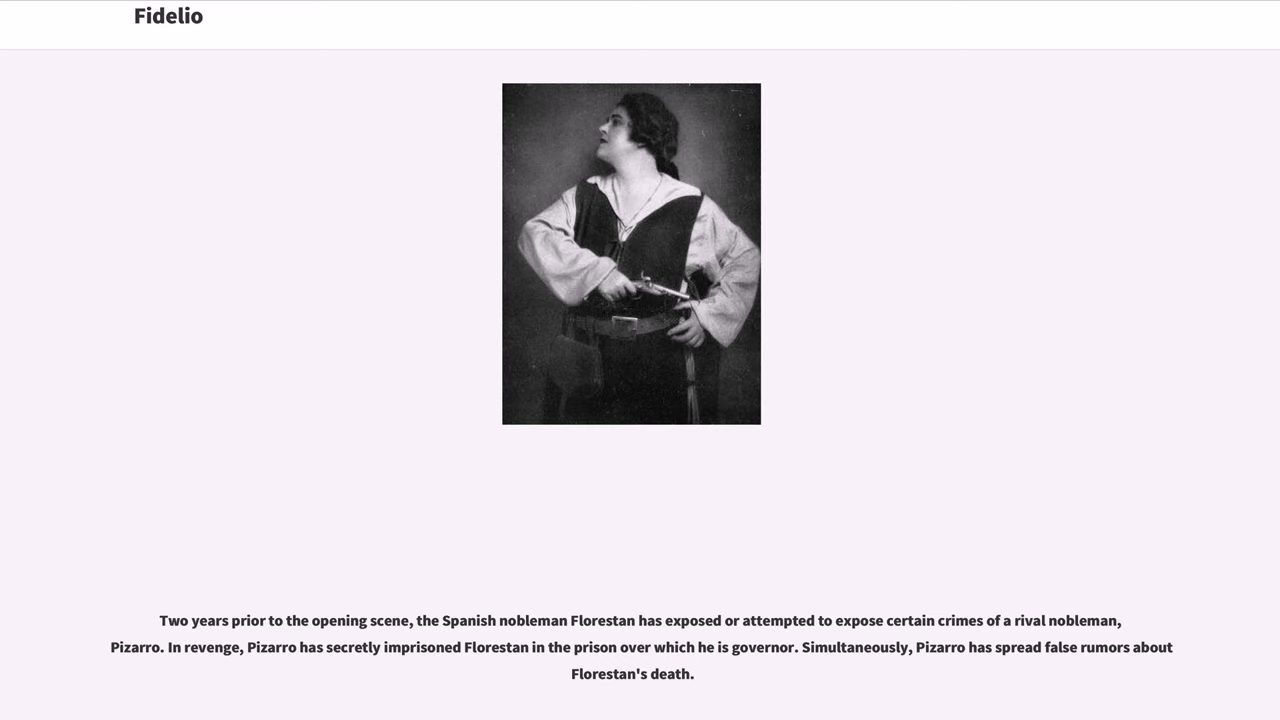 Fidelio
Two years prior to the opening scene, the Spanish nobleman Florestan has exposed or attempted to expose certain crimes of a rival nobleman,
Pizarro. In revenge, Pizarro has secretly imprisoned Florestan in the prison over which he is governor. Simultaneously, Pizarro has spread false rumors about
Florestan's death.